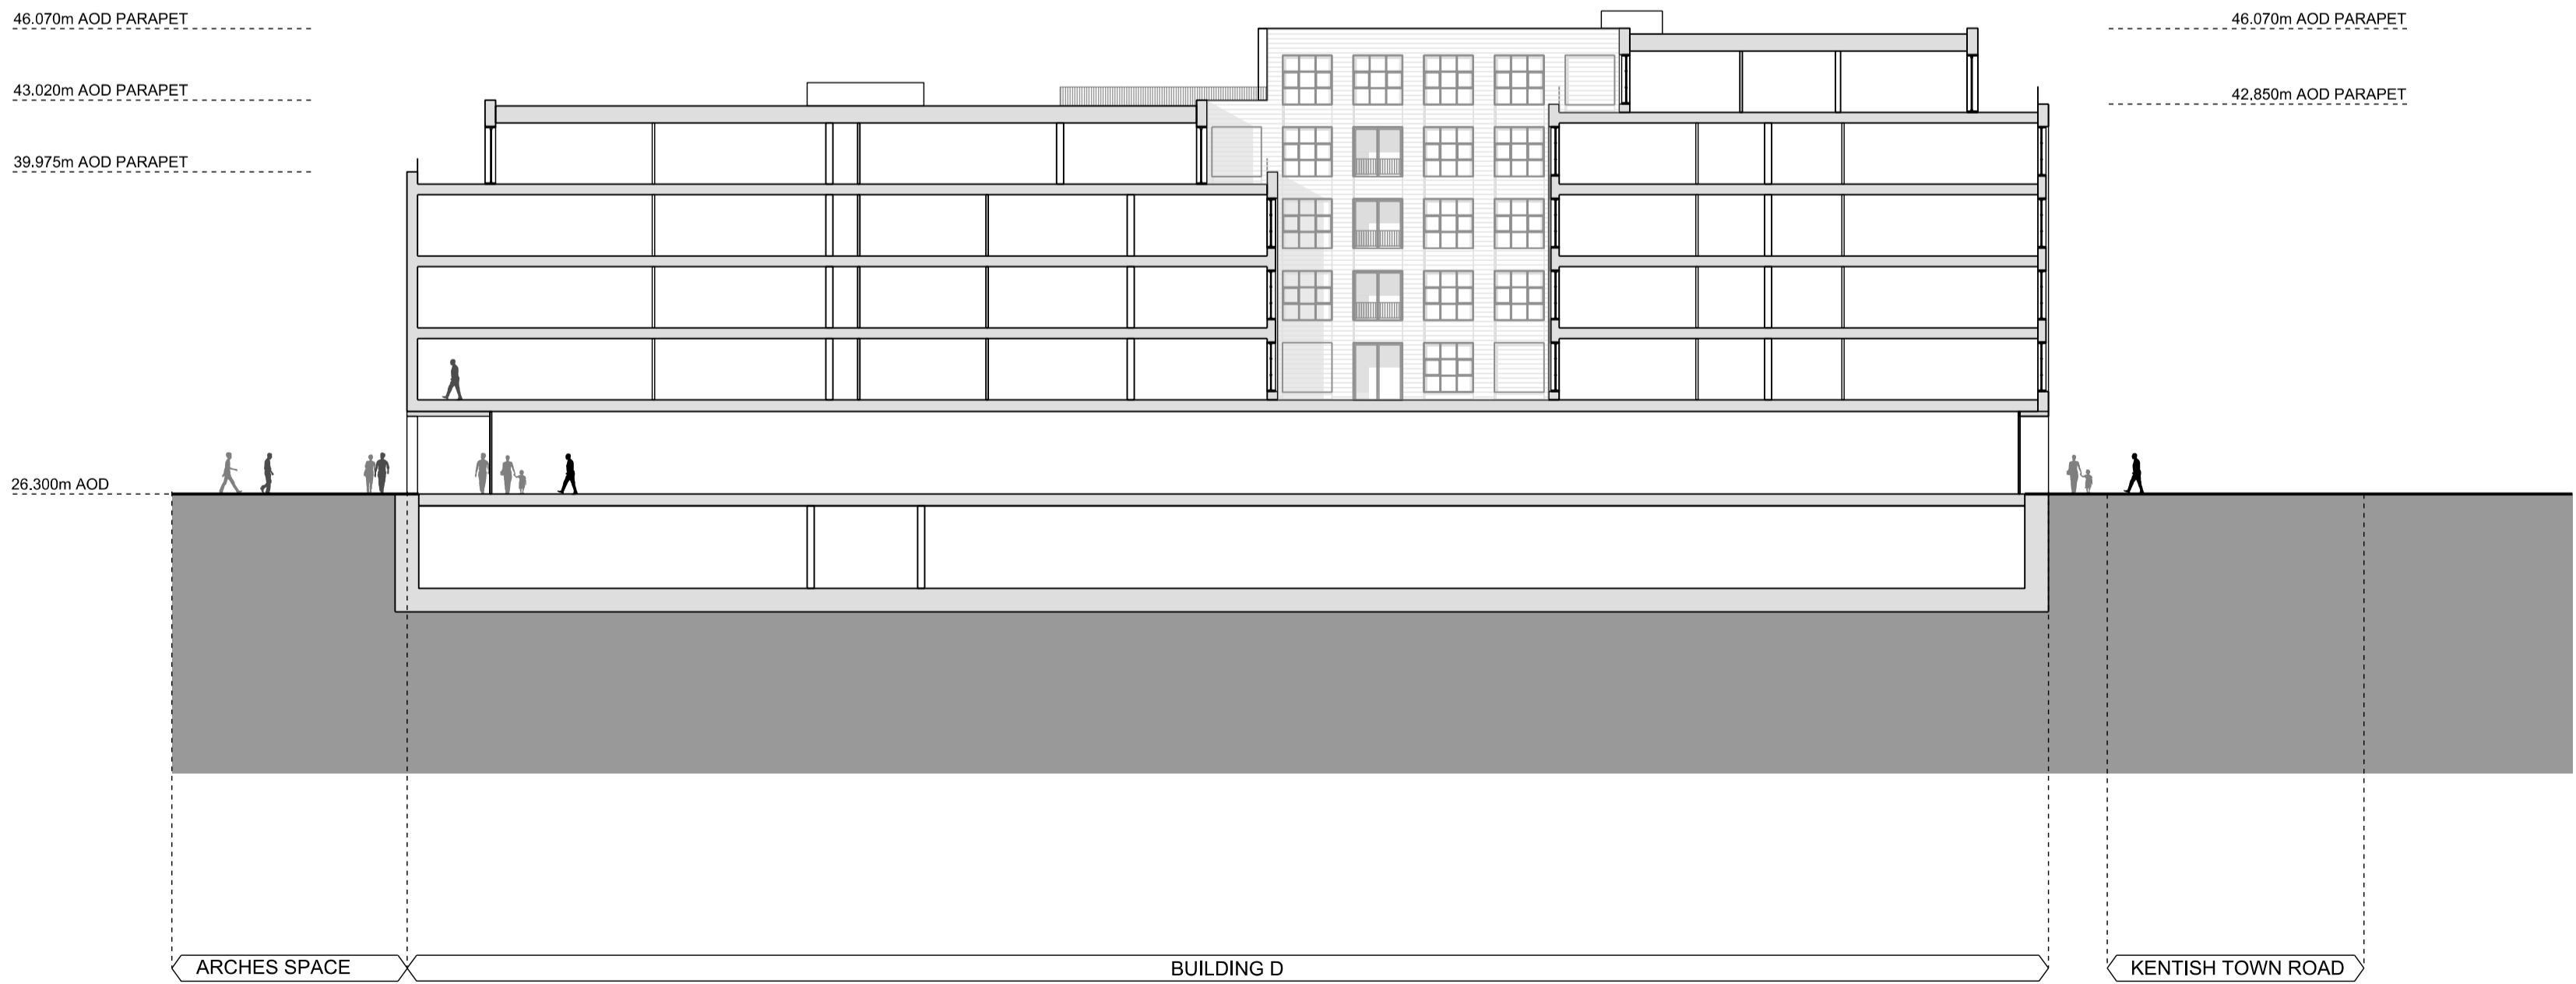 46.070m AOD PARAPET
46.070m AOD PARAPET
43.020m AOD PARAPET
42.850m AOD PARAPET
39.975m AOD PARAPET
26.300m AOD
ARCHES SPACE
BUILDING D
KENTISH TOWN ROAD